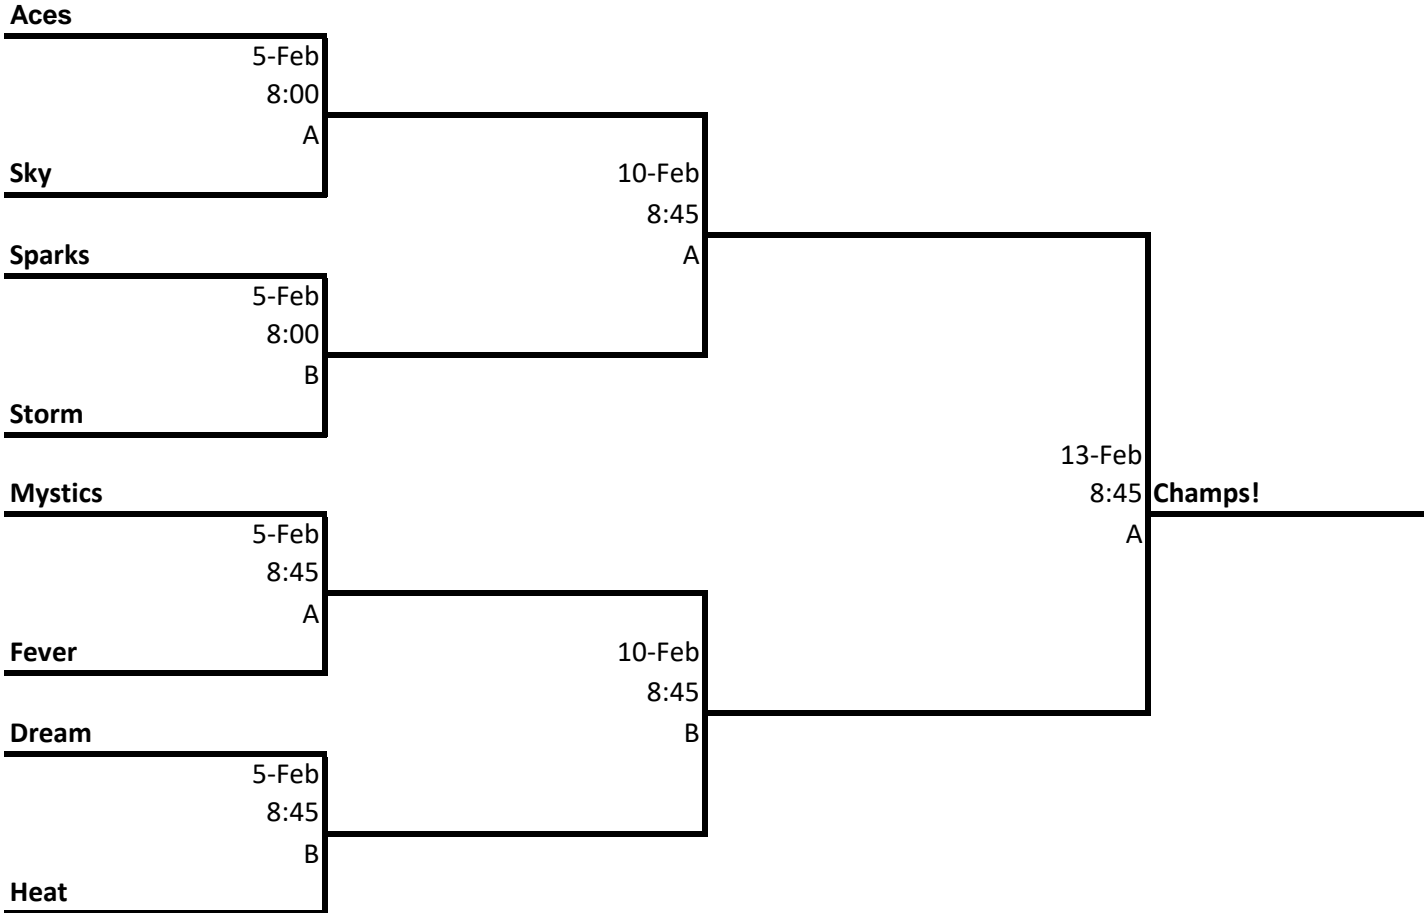 Aces
5-Feb
8:00
A
Sky
10-Feb
8:45
A
Sparks
5-Feb
8:00
B
Storm
13-Feb
8:45 Champs!
A
Mystics
5-Feb
8:45
A
Fever
10-Feb
8:45
B
Dream
5-Feb
8:45
B
Heat